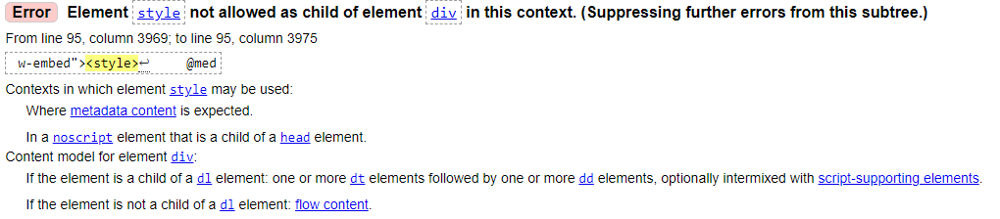 Error Element style not allowed as child of element div in this context. (Suppressing further errors from this subtree.)
From line 95, column 3969; to line 95, column 3975
w-embed"><style>↩ @med
Contexts in which element style may be used:
Where metadata content is expected.
In a noscript element that is a child of a head element.
Content model for element div:
If the element is a child of a dl element: one or more dt elements followed by one or more dd elements, optionally intermixed with script-supporting elements.
If the element is not a child of a dl element: flow content.